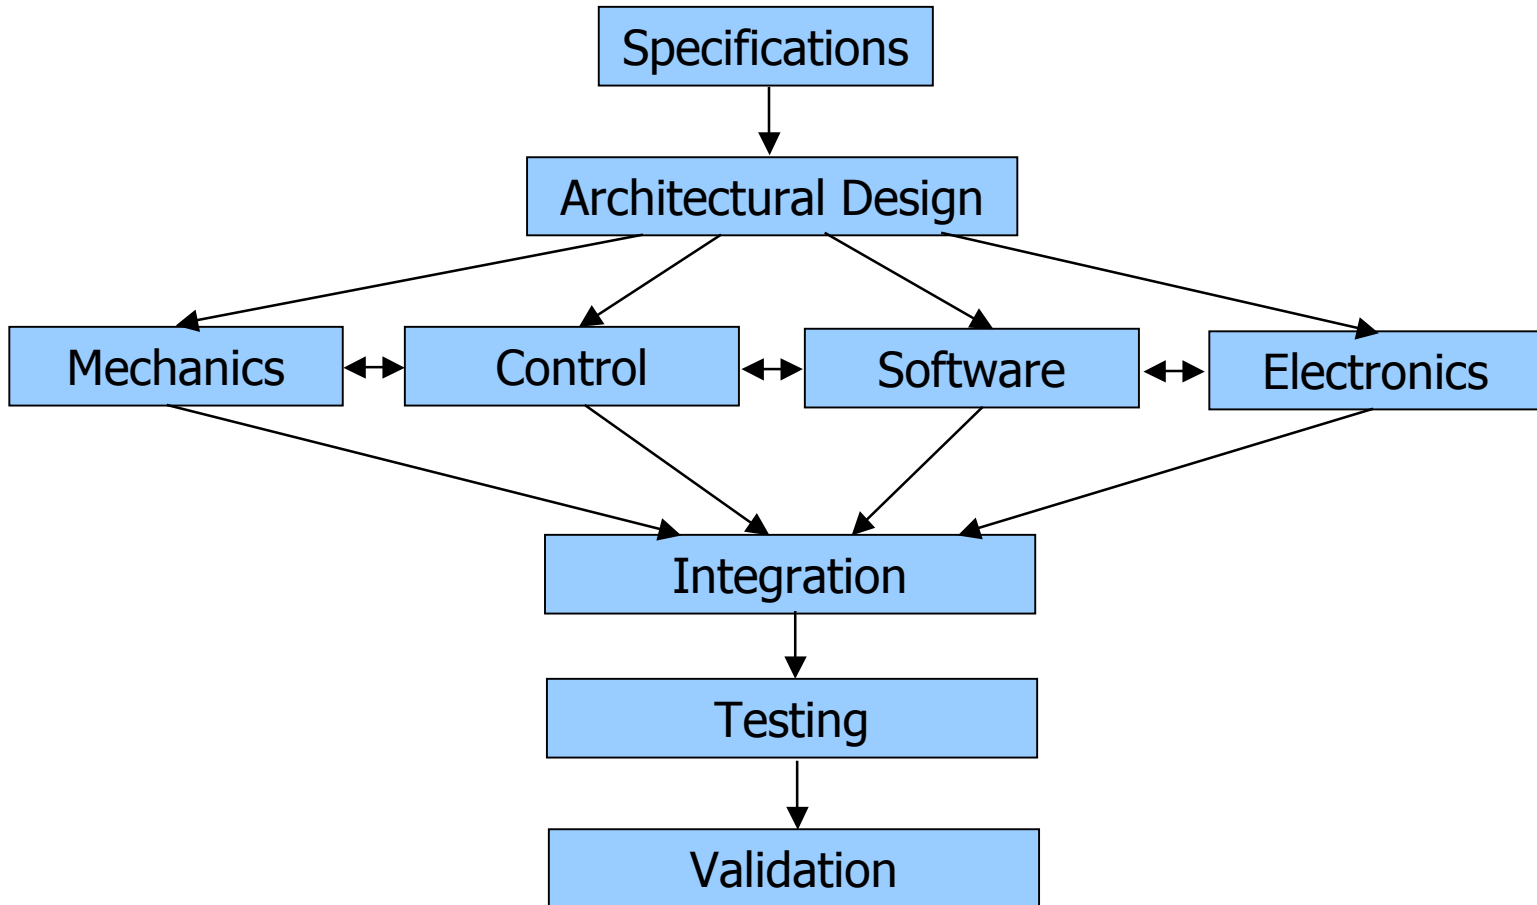 Specifications
Architectural Design
Mechanics
Control
Software
Electronics
Integration
Testing
Validation